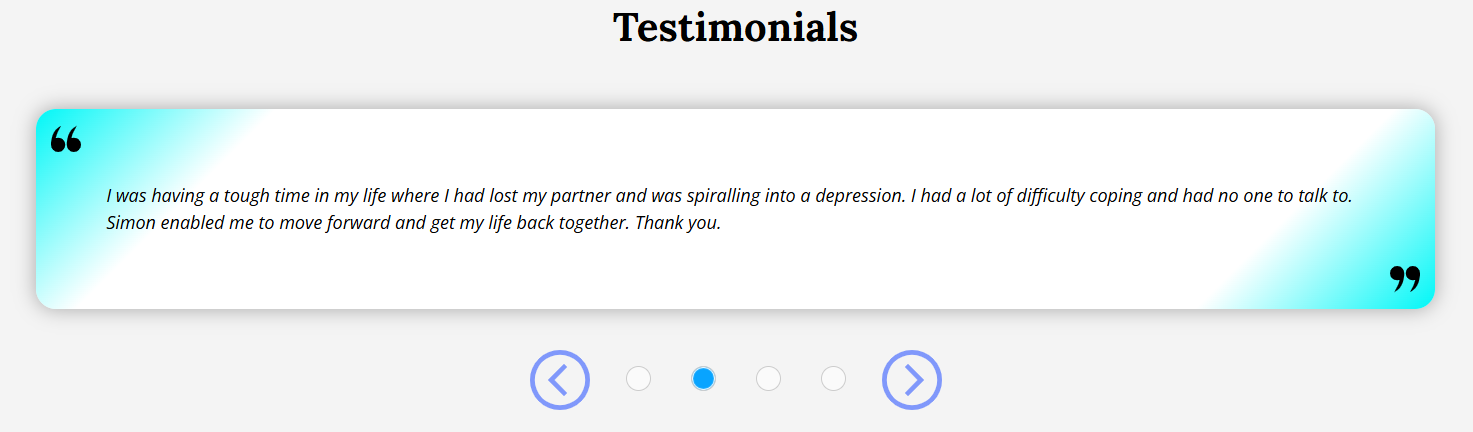 Testimonials
“
I was having a tough time in my life where I had lost my partner and was spiralling into a depression. I had a lot of difficulty coping and had no one to talk to.
Simon enabled me to move forward and get my life back together. Thank you.
”